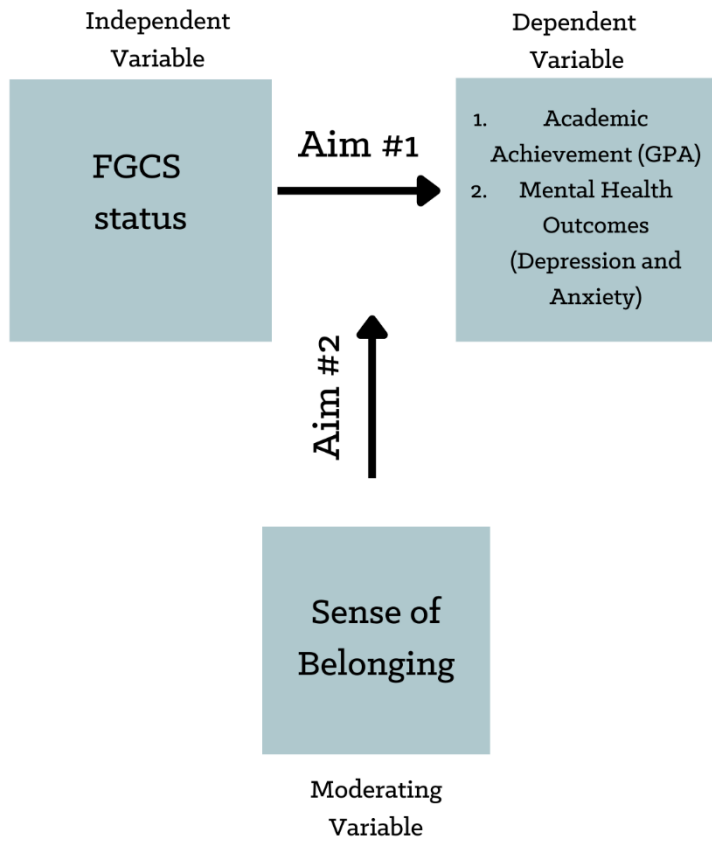 Independent
Variable
FGCS
status
Aim #1
Dependent
Variable
1. Academic
Achievement (GPA)
2. Mental Health
Outcomes
(Depression and
Anxiety)
Aim #2
Sense of
Belonging
Moderating
Variable